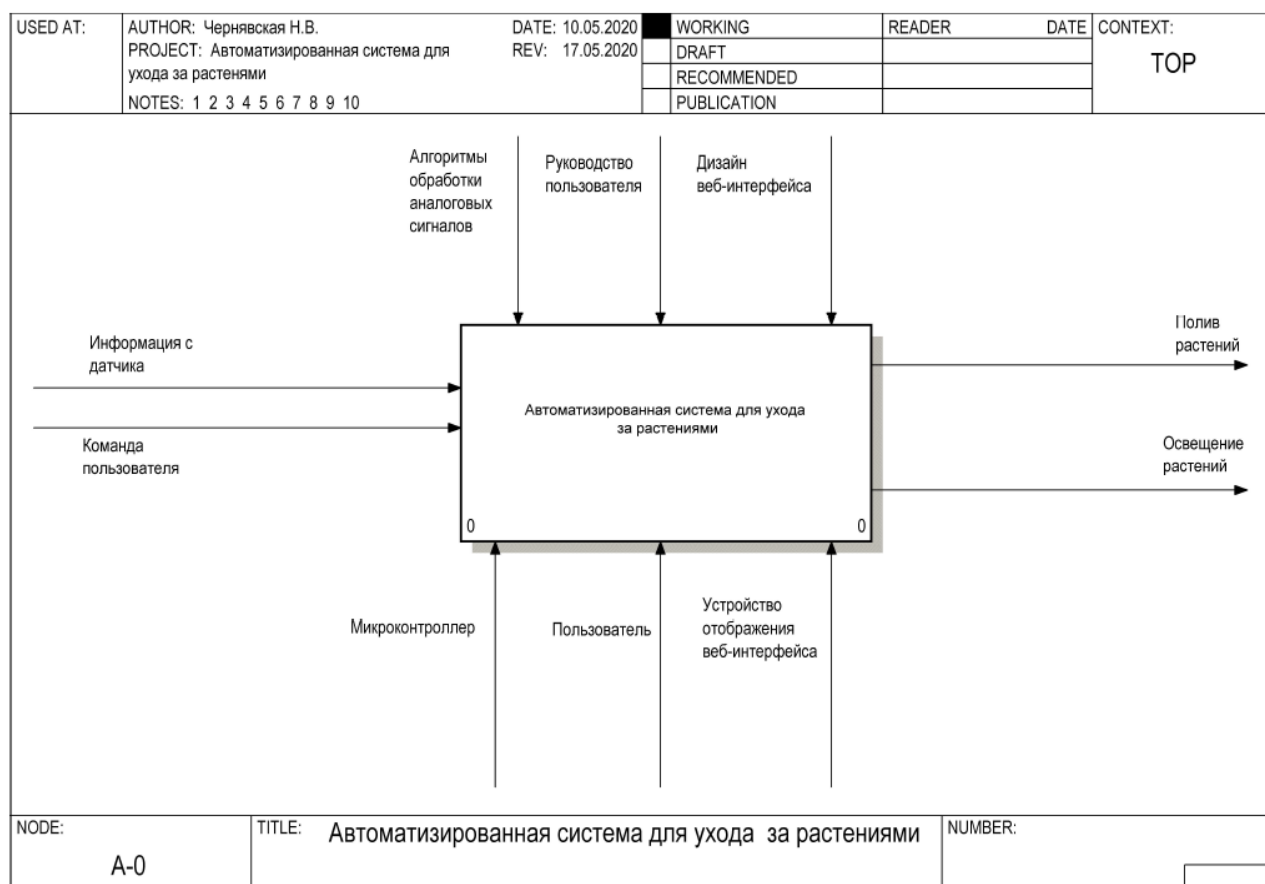 USED AT:
AUTHOR: Чернявская Н.В.
DATE: 10.05.2020
WORKING
READER
DATE
CONTEXT:
PROJECT: Автоматизированная система для
REV: 17.05.2020
DRAFT
TOP
ухода за растенями
RECOMMENDED
NOTES: 1 2 3 4 5 6 7 8 9 10
PUBLICATION
Алгоритмы
обработки
аналоговых
сигналов
Руководство
пользователя
Дизайн
веб-интерфейса
Информация с
датчика
Команда
пользователя
Автоматизированная система для ухода
за растениями
0
0
Полив
растений
Освещение
растений
Микроконтроллер
Пользователь
Устройство
отображения
веб-интерфейса
NODE:
A-0
TITLE:
Автоматизированная система для ухода за растениями
NUMBER: